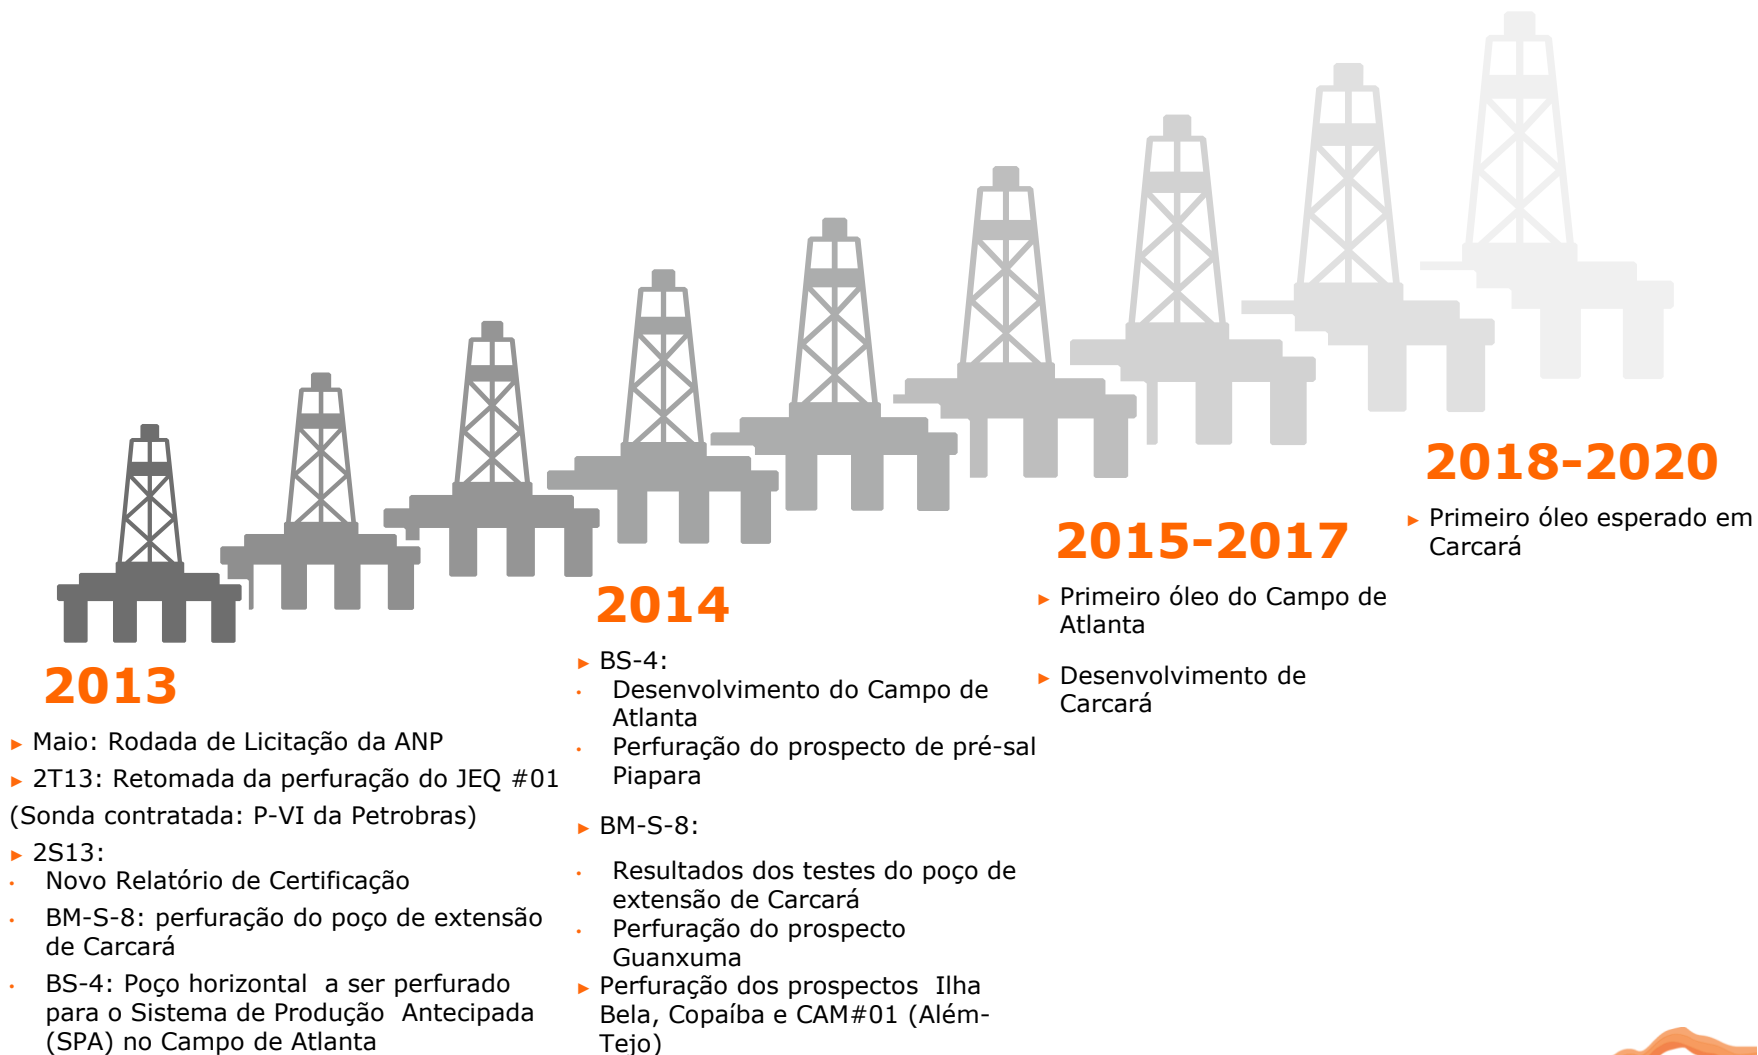 2013
► Maio: Rodada de Licitação da ANP
► 2T13: Retomada da perfuração do JEQ #01
(Sonda contratada: P-VI da Petrobras)
► 2S13:
• Novo Relatório de Certificação
• BM-S-8: perfuração do poço de extensão
de Carcará
• BS-4: Poço horizontal a ser perfurado
para o Sistema de Produção Antecipada
(SPA) no Campo de Atlanta
2014
► BS-4:
• Desenvolvimento do Campo de
Atlanta
• Perfuração do prospecto de pré-sal
Piapara
► BM-S-8:
• Resultados dos testes do poço de
extensão de Carcará
• Perfuração do prospecto
Guanxuma
► Perfuração dos prospectos Ilha
Bela, Copaíba e CAM#01 (Além-
Tejo)
2015-2017
► Primeiro óleo do Campo de
Atlanta
► Desenvolvimento de
Carcará
2018-2020
► Primeiro óleo esperado em
Carcará